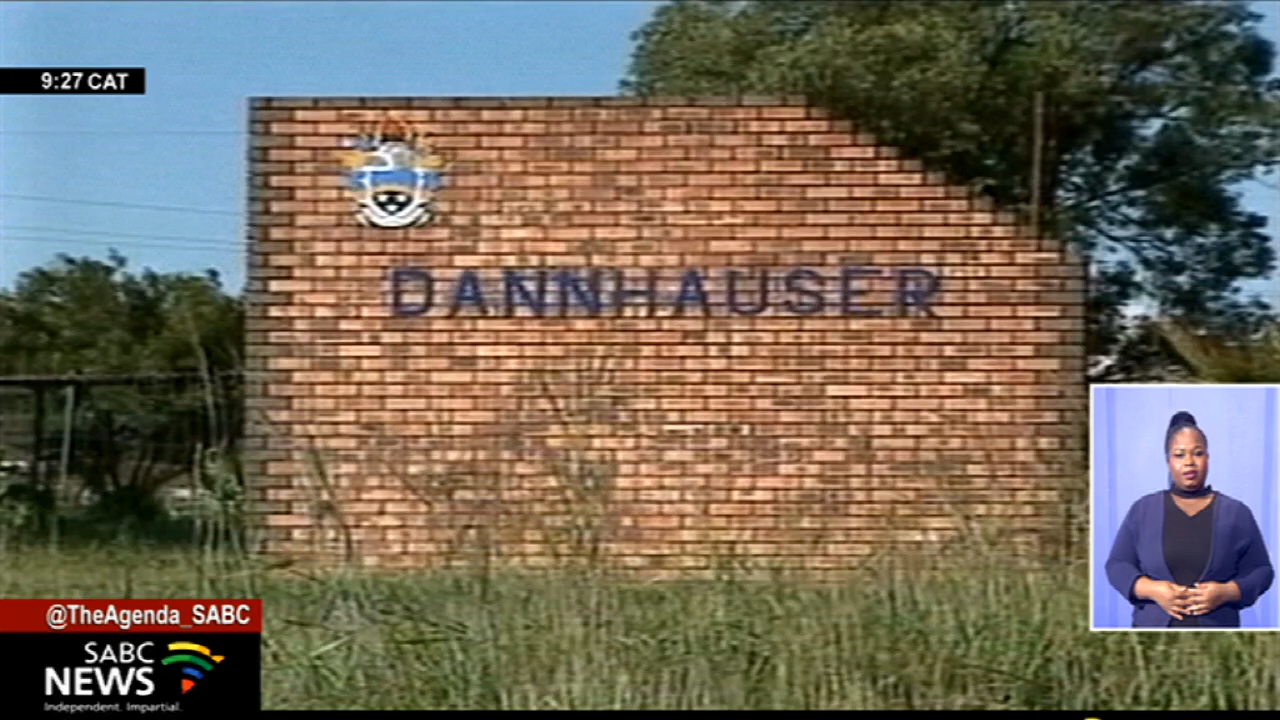 9:27 CAT
DANNHAUSER
@TheAgenda_SABC
SABC
NEWS
Independent. Impartial.